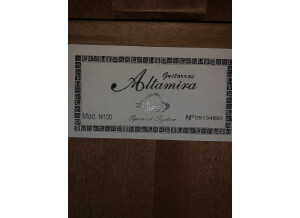 Guitarras
Altamira
Mod. N100
Spanish System
Nº 05134890